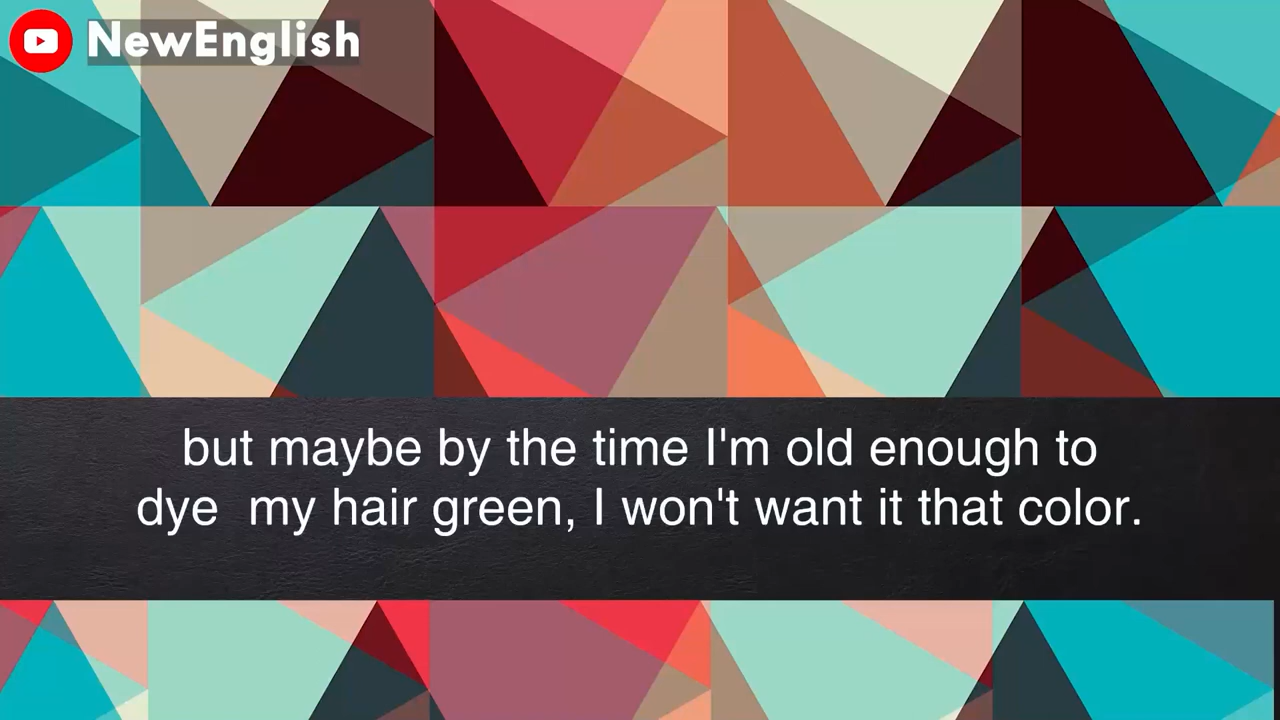 NewEnglish
but maybe by the time I'm old enough to
dye  my hair green, I won't want it that color.